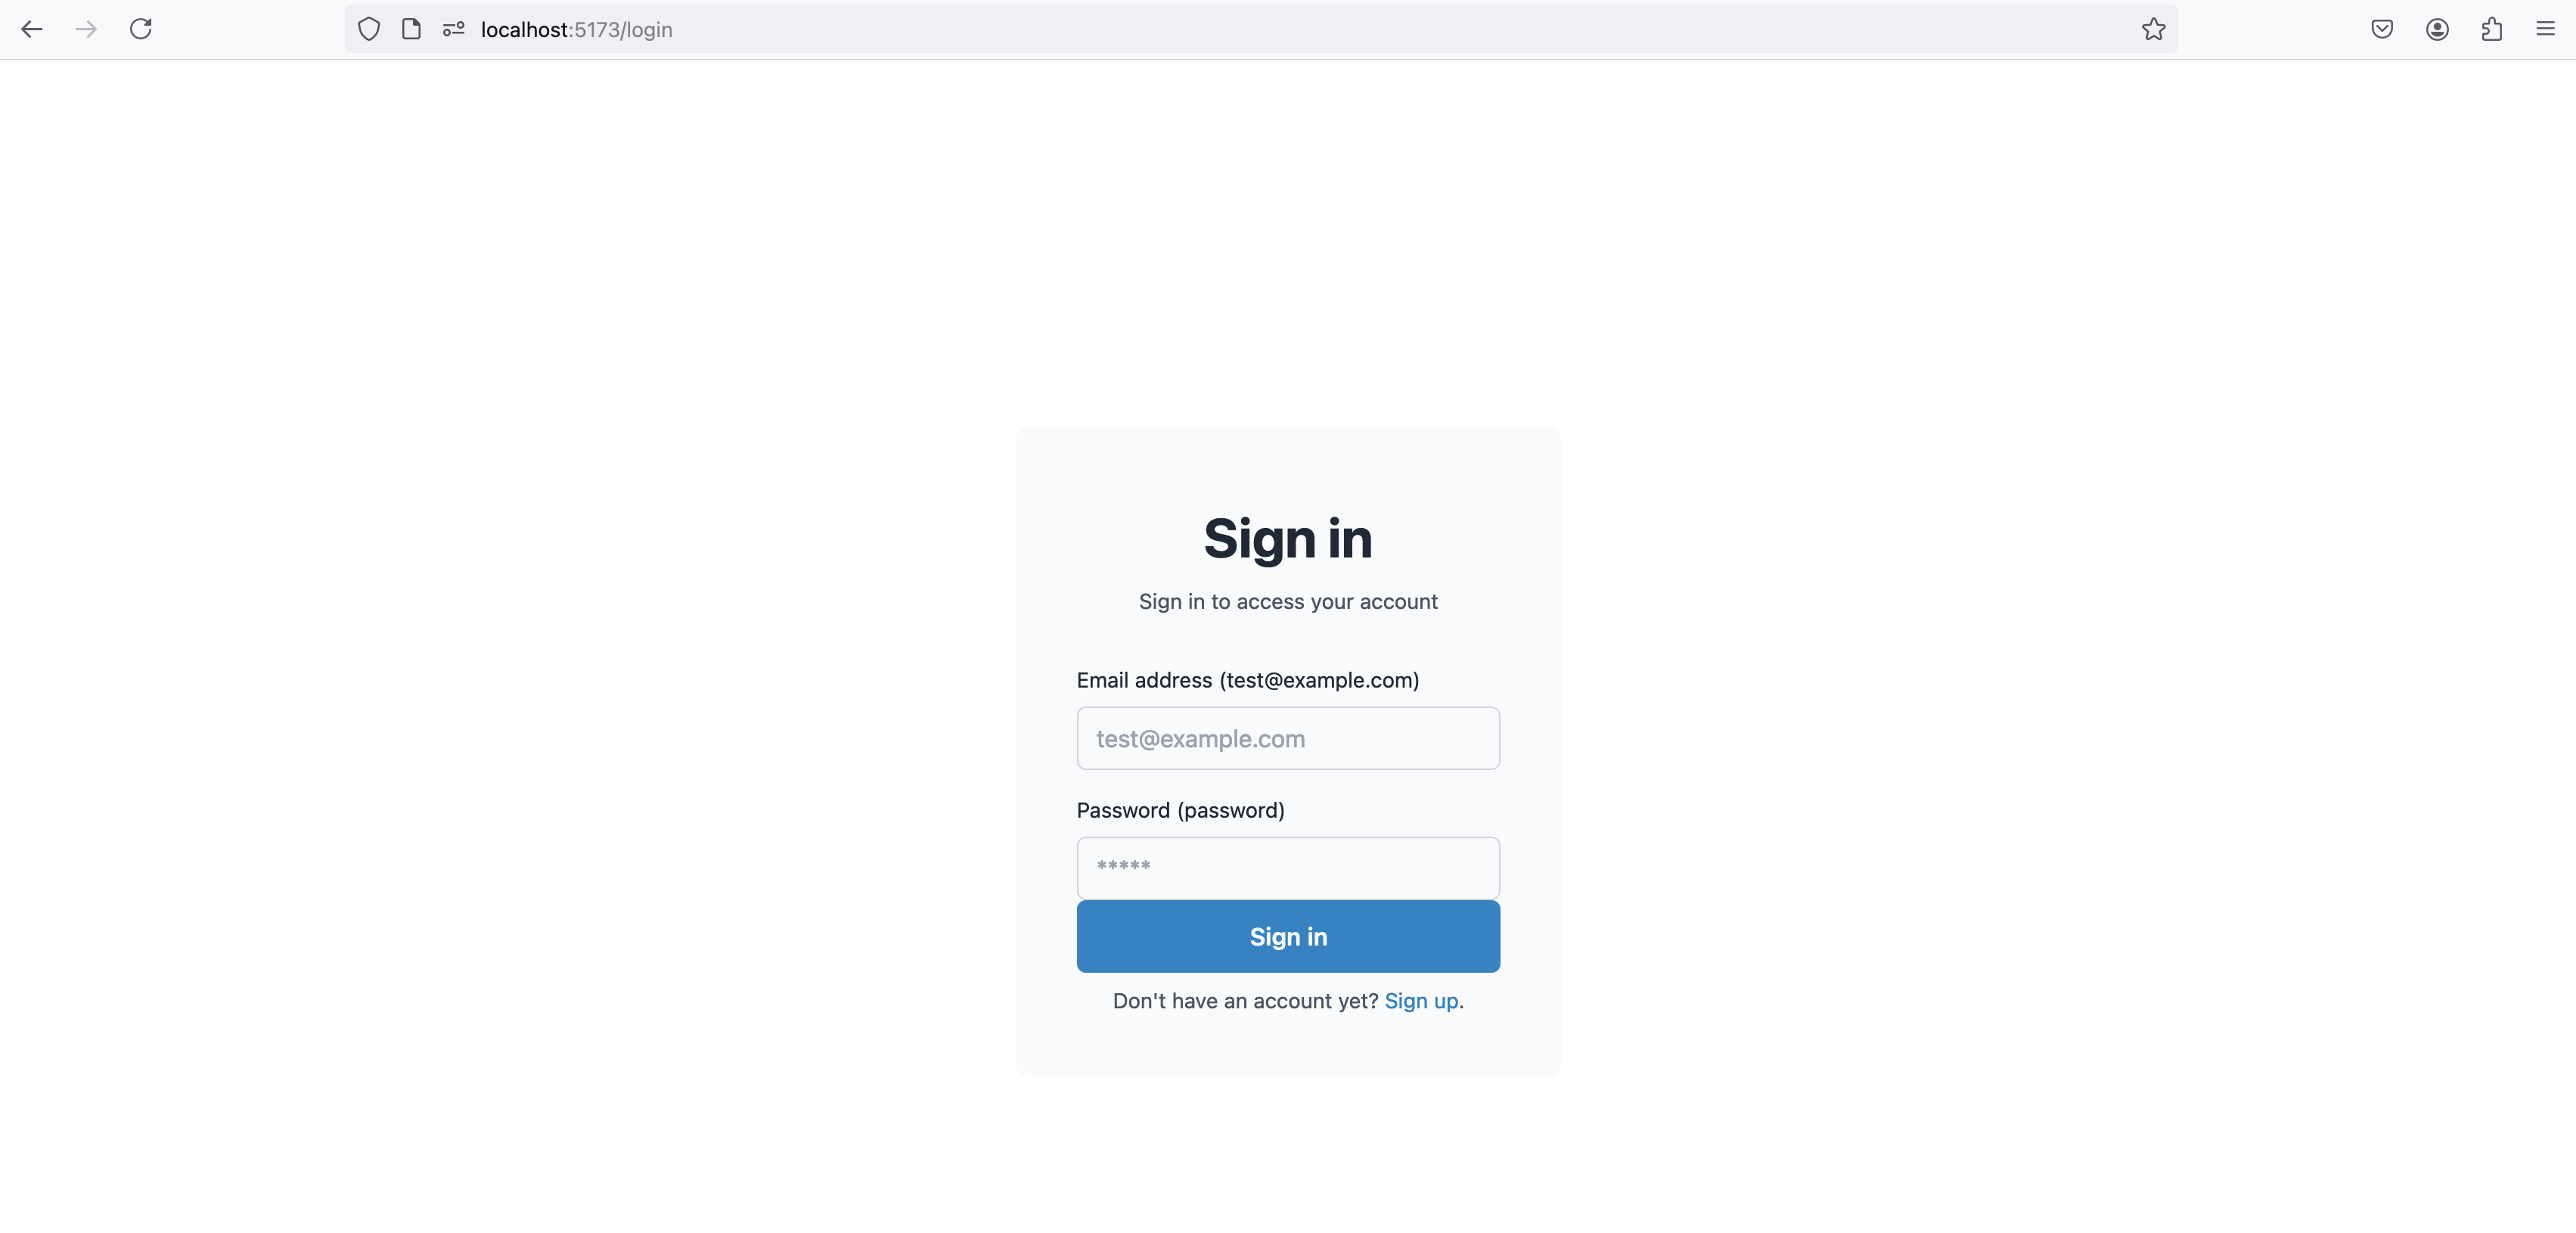 localhost:5173/login
Sign in
Sign in to access your account
Email address (test@example.com)
test@example.com
Password (password)
*****
Sign in
Don't have an account yet? Sign up.